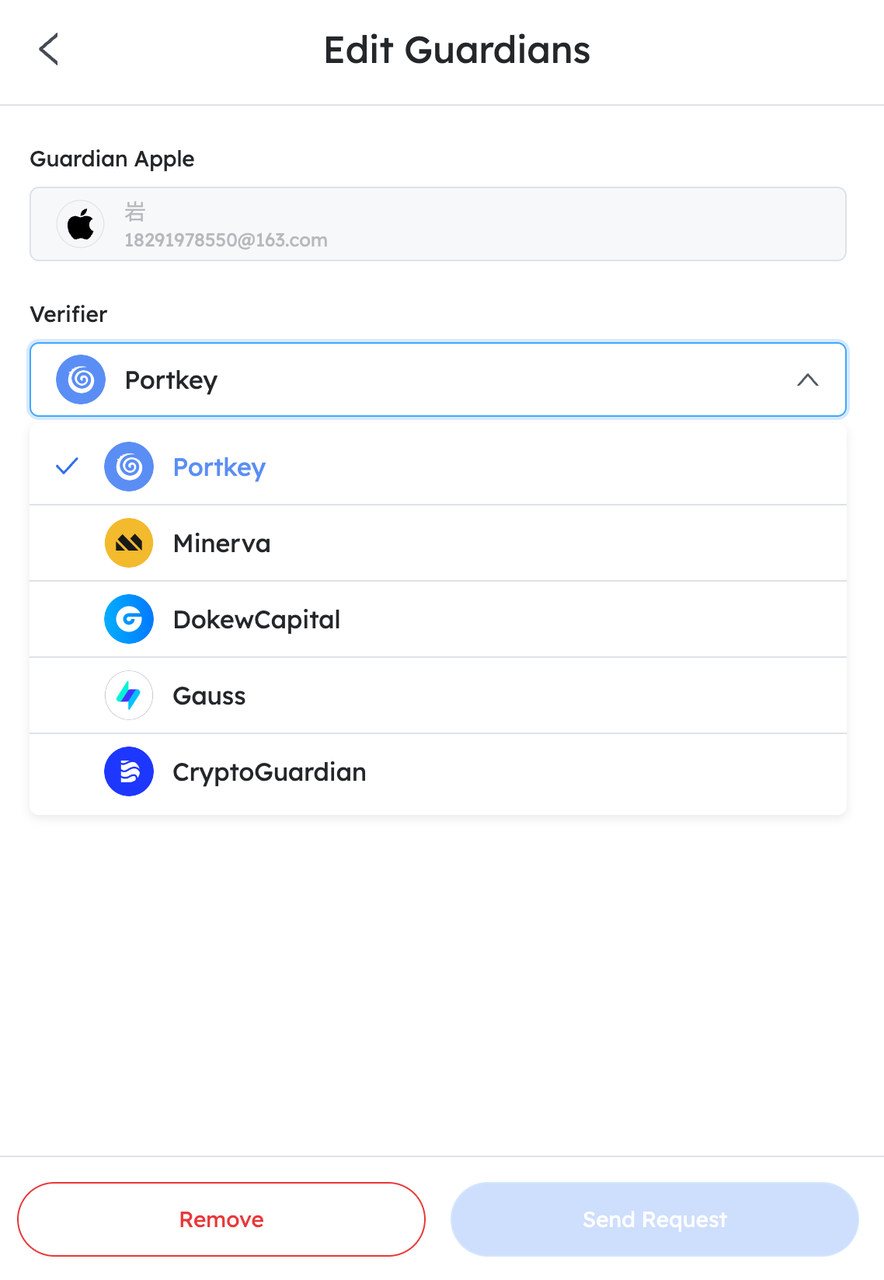 Edit Guardians
Guardian Apple
岩
18291978550@163.com
Verifier
Portkey
Portkey
Minerva
DokewCapital
Gauss
CryptoGuardian
Remove
Send Request